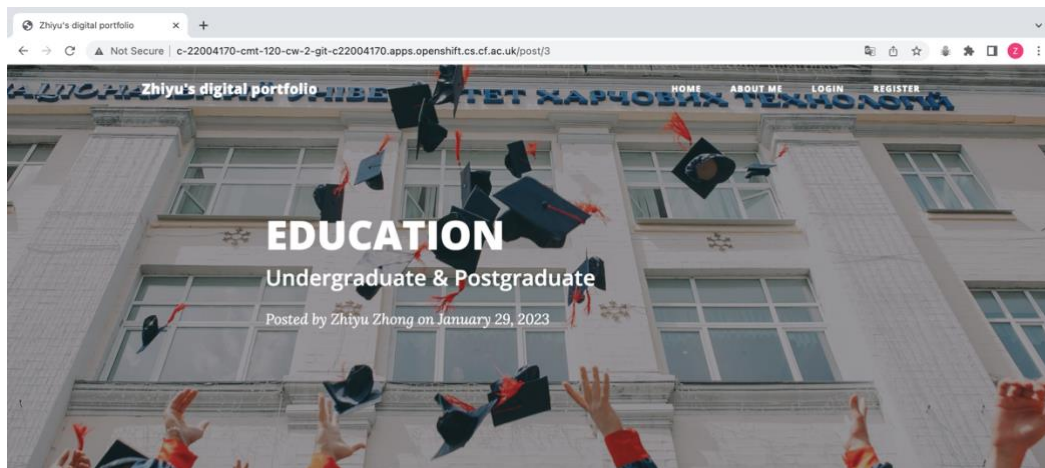 Zhiyu's digital portfolio
Not Secure | c-22004170-cmt-120-cw-2-git-c22004170.apps.openshift.cs.cf.ac.uk/post/3
Z
Zhiyu's digital portfolio
HOME ABOUT ME LOGIN REGISTER
ХАРЧОВИХ ТЕХНОЛОГІЙ
EDUCATION
Undergraduate & Postgraduate
Posted by Zhiyu Zhong on January 29, 2023